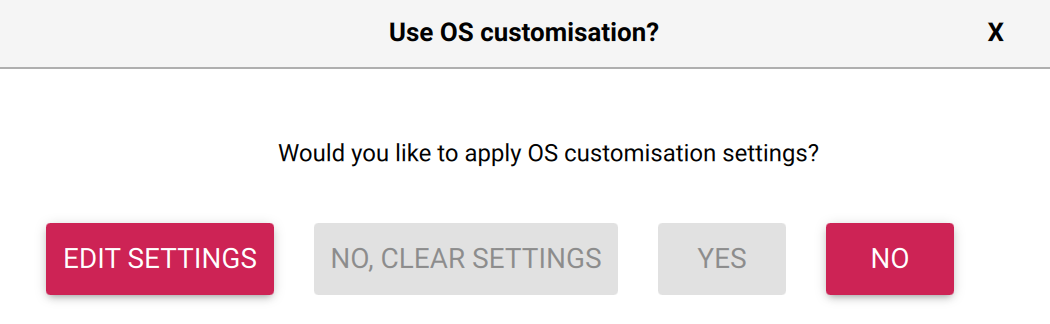 Use OS customisation?
X
Would you like to apply OS customisation settings?
EDIT SETTINGS
NO, CLEAR SETTINGS
YES
NO